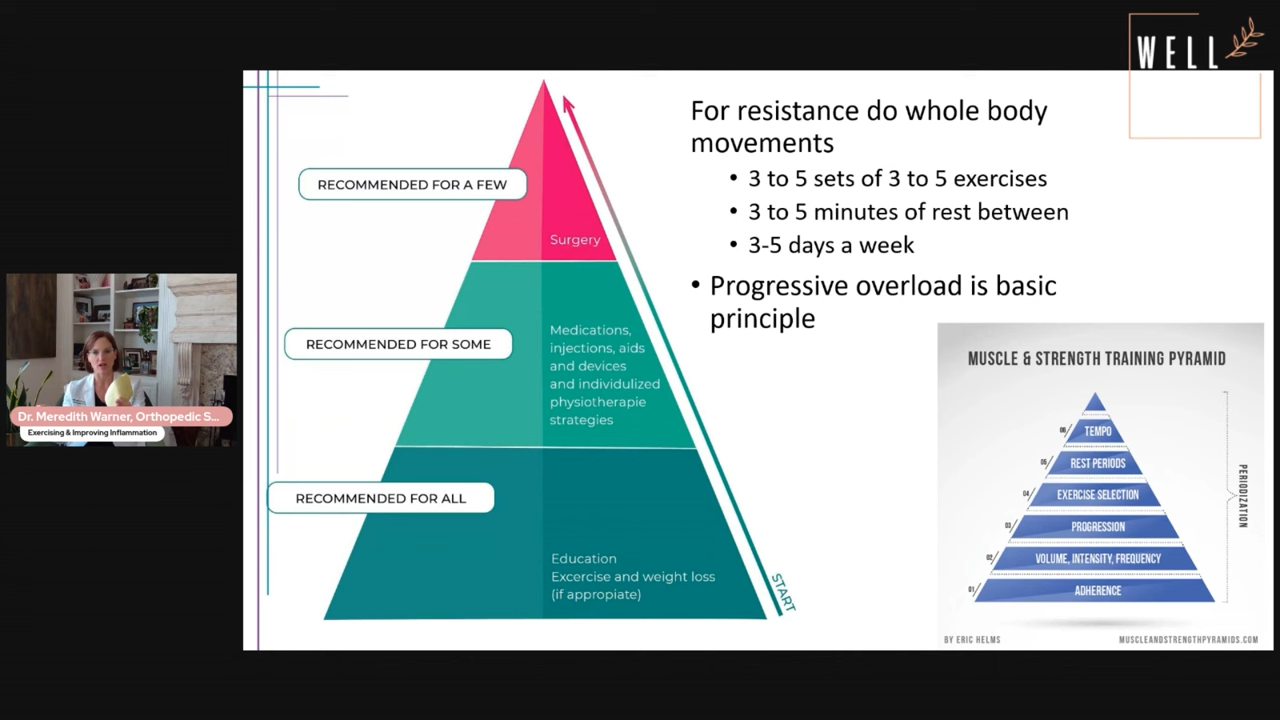 WELL
RECOMMENDED FOR A FEW
Surgery
RECOMMENDED FOR SOME
Medications,
injections, aids
and devices
and individulized
physiotherapie
strategies
RECOMMENDED FOR ALL
Education
Excercise and weight loss
(if appropiate)
START
For resistance do whole body
movements
• 3 to 5 sets of 3 to 5 exercises
• 3 to 5 minutes of rest between
• 3-5 days a week
• Progressive overload is basic
principle
MUSCLE & STRENGTH TRAINING PYRAMID
06 TEMPO
05 REST PERIODS
04 EXERCISE SELECTION
03 PROGRESSION
02 VOLUME, INTENSITY, FREQUENCY
01 ADHERENCE
PERIODIZATION
BY ERIC HELMS
MUSCLEANDSTRENGTHPYRAMIDS.COM
Dr. Meredith Warner, Orthopedic S...
Exercising & Improving Inflammation